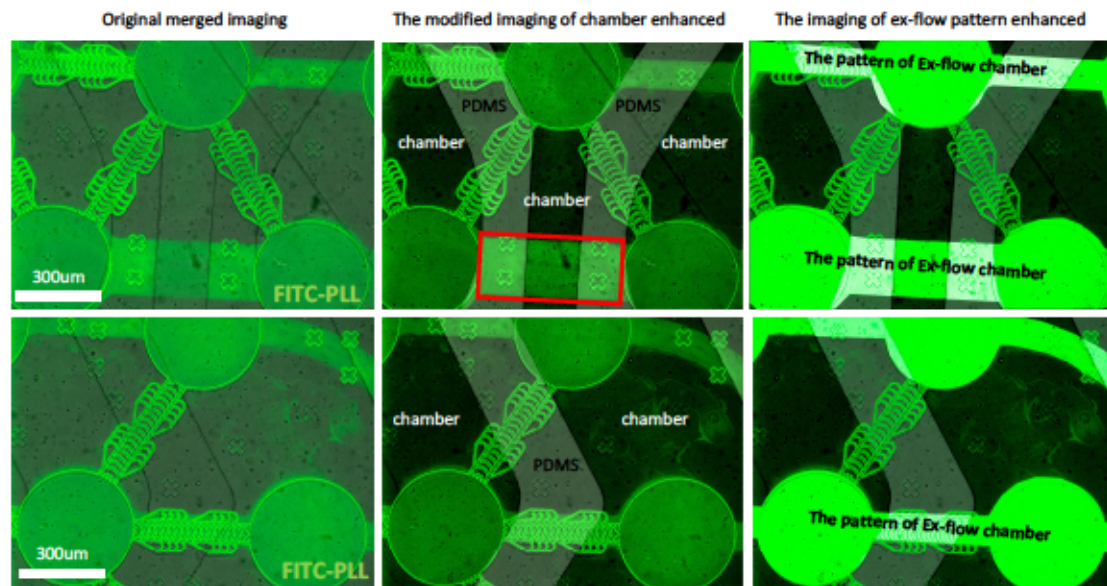 Original merged imaging
The modified imaging of chamber enhanced
The imaging of ex-flow pattern enhanced
The pattern of Ex-flow chamber
PDMS
PDMS
chamber
chamber
chamber
The pattern of Ex-flow chamber
300um
FITC-PLL
chamber
chamber
PDMS
The pattern of Ex-flow chamber
300um
FITC-PLL